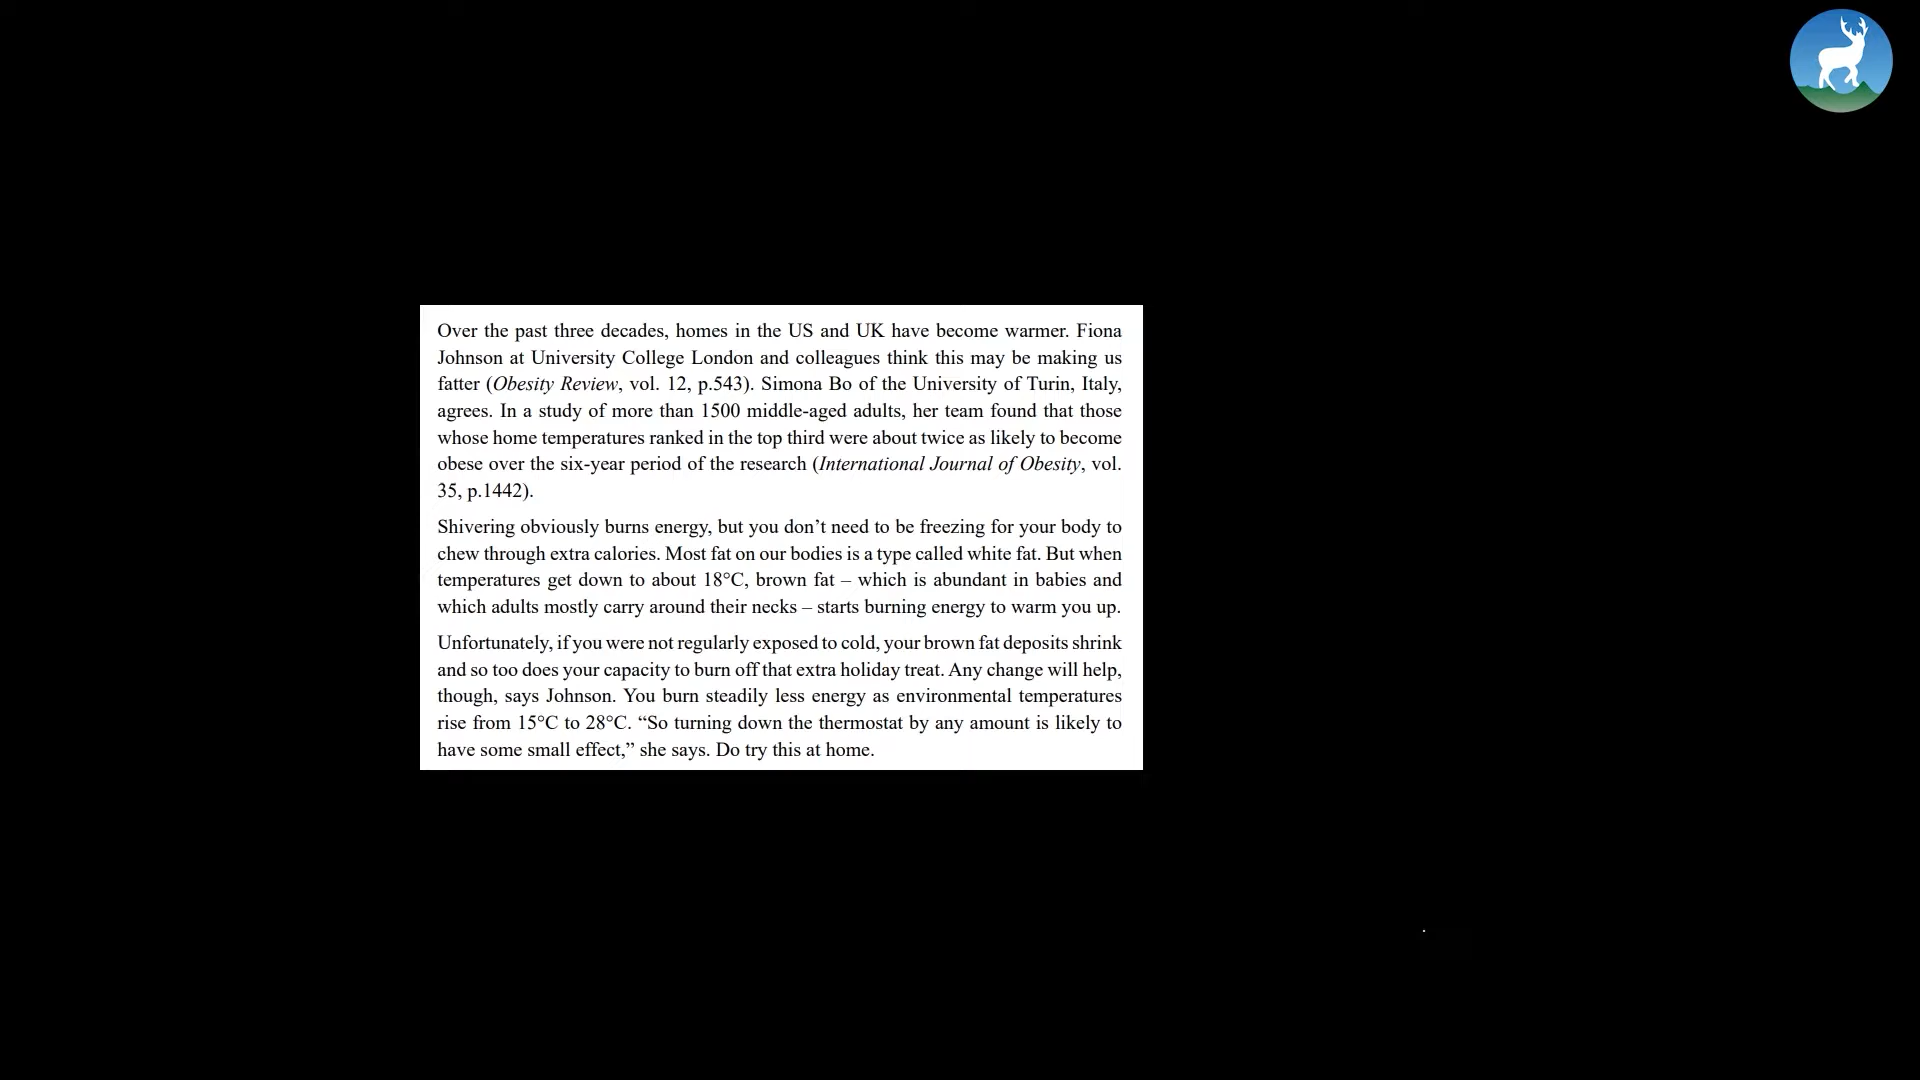 Over the past three decades, homes in the US and UK have become warmer. Fiona
Johnson at University College London and colleagues think this may be making us
fatter (Obesity Review, vol. 12, p.543). Simona Bo of the University of Turin, Italy,
agrees. In a study of more than 1500 middle-aged adults, her team found that those
whose home temperatures ranked in the top third were about twice as likely to become
obese over the six-year period of the research (International Journal of Obesity, vol.
35, p.1442).
Shivering obviously burns energy, but you don’t need to be freezing for your body to
chew through extra calories. Most fat on our bodies is a type called white fat. But when
temperatures get down to about 18°C, brown fat – which is abundant in babies and
which adults mostly carry around their necks – starts burning energy to warm you up.
Unfortunately, if you were not regularly exposed to cold, your brown fat deposits shrink
and so too does your capacity to burn off that extra holiday treat. Any change will help,
though, says Johnson. You burn steadily less energy as environmental temperatures
rise from 15°C to 28°C. “So turning down the thermostat by any amount is likely to
have some small effect,” she says. Do try this at home.